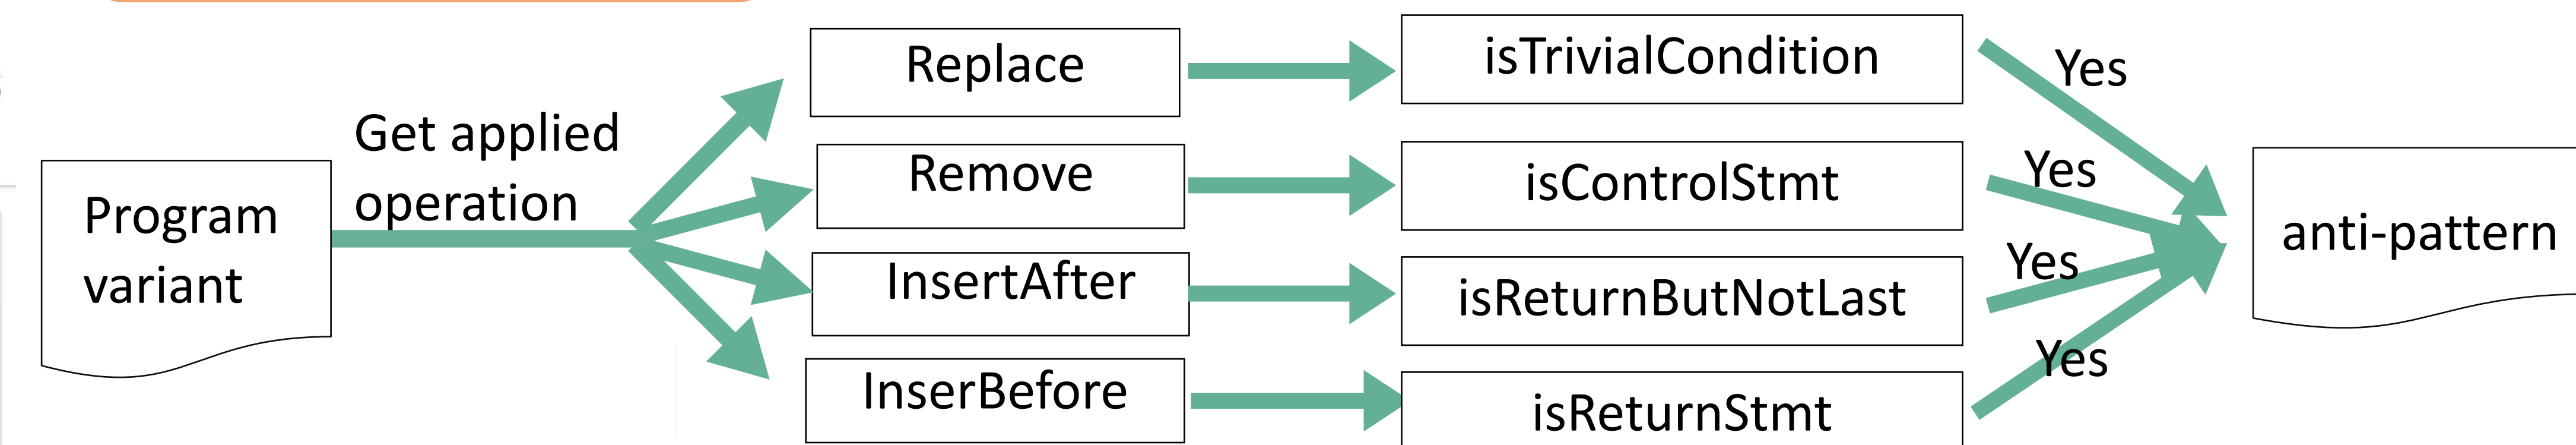 Program
variant
Get applied
operation
Replace
Remove
InsertAfter
InserBefore
isTrivialCondition
isControlStmt
isReturnButNotLast
isReturnStmt
Yes
Yes
Yes
Yes
anti-pattern